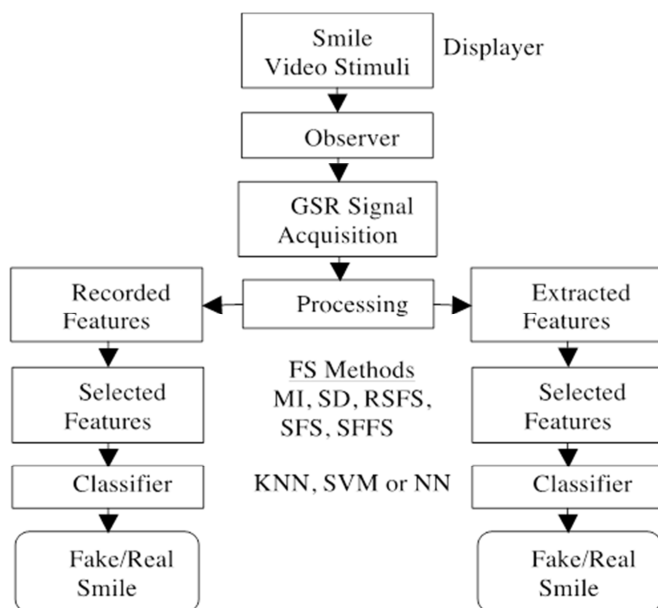 Smile
Video Stimuli
Displayer
Observer
GSR Signal
Acquisition
Processing
Recorded
Features
Extracted
Features
FS Methods
MI, SD, RSFS,
SFS, SFFS
Selected
Features
Selected
Features
Classifier
KNN, SVM or NN
Classifier
Fake/Real
Smile
Fake/Real
Smile